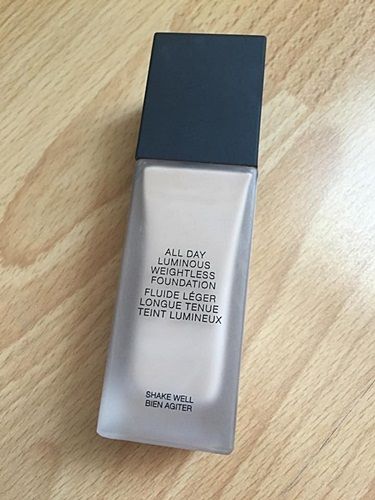 ALL DAY
LUMINOUS
WEIGHTLESS
FOUNDATION
FLUIDE LÉGER
LONGUE TENUE
TEINT LUMINEUX
SHAKE WELL
BIEN AGITER